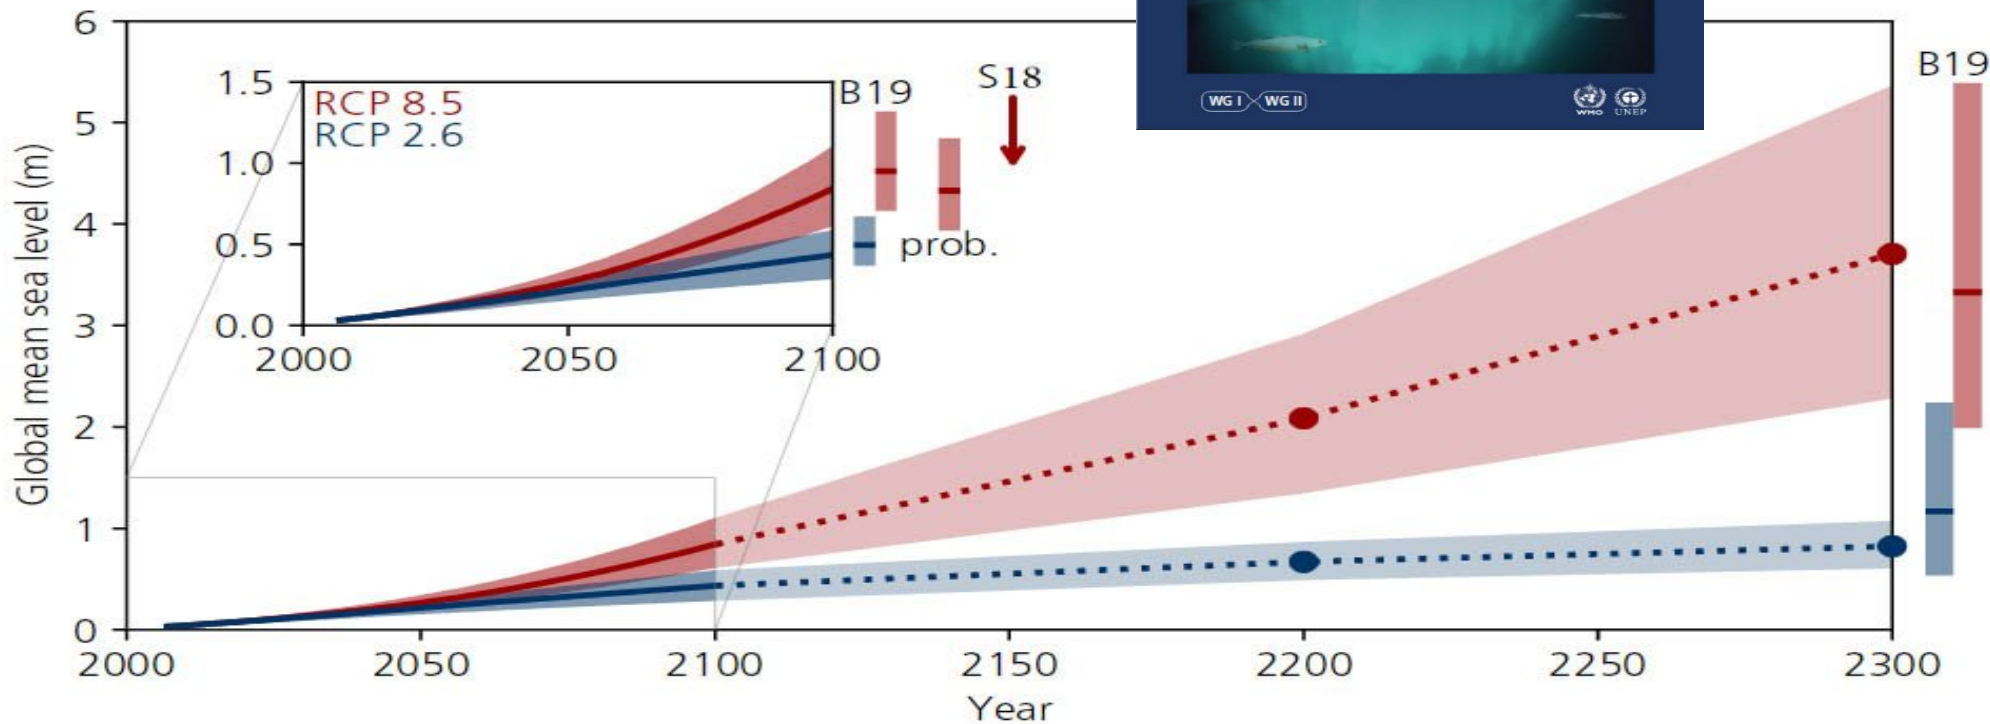 Global mean sea level (m)
6
5
4
3
2
1
0
1.5
1.0
0.5
0.0
RCP 8.5
RCP 2.6
2000
2050
2100
B19
S18
prob.
WG I
WG II
WMO
UNEP
B19
2000
2050
2100
2150
2200
2250
2300
Year